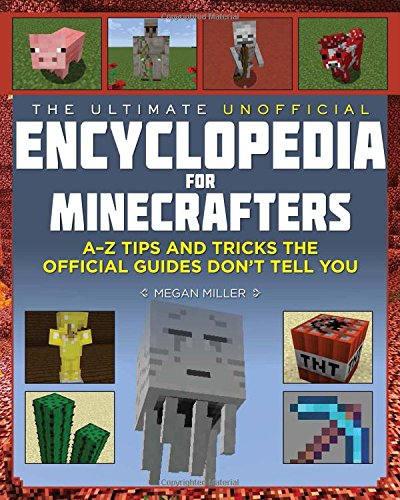 THE ULTIMATE UNOFFICIAL
ENCYCLOPEDIA
FOR
MINECRAFTERS
A–Z TIPS AND TRICKS THE
OFFICIAL GUIDES DON'T TELL YOU
MEGAN MILLER
TNT